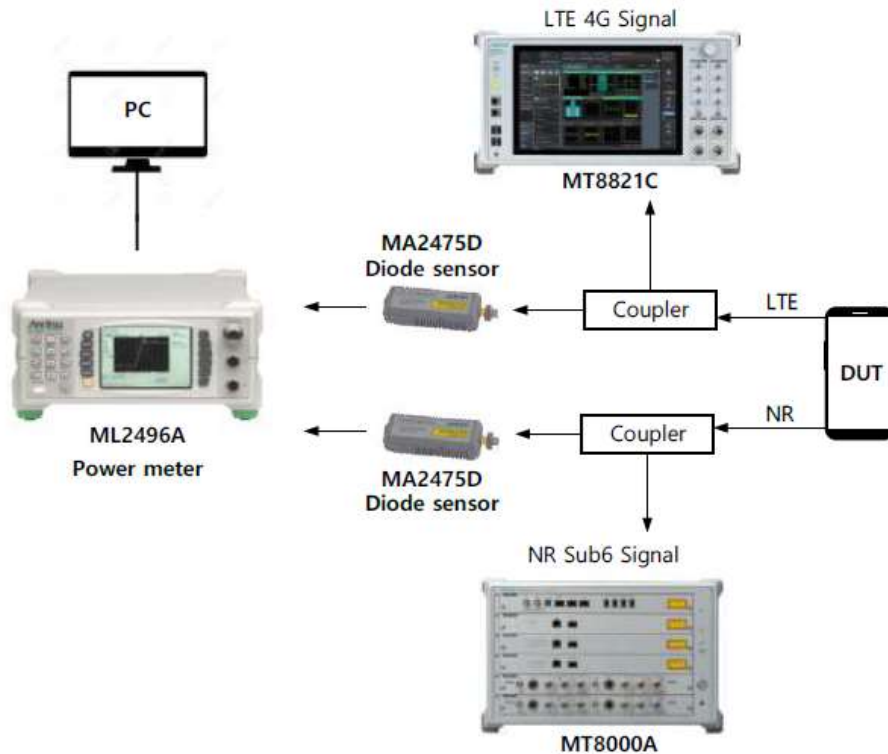 LTE 4G Signal
PC
MT8821C
MA2475D
Diode sensor
Coupler
LTE
DUT
Anritsu
ML2496A
Power meter
NR
Coupler
MA2475D
Diode sensor
NR Sub6 Signal
MT8000A